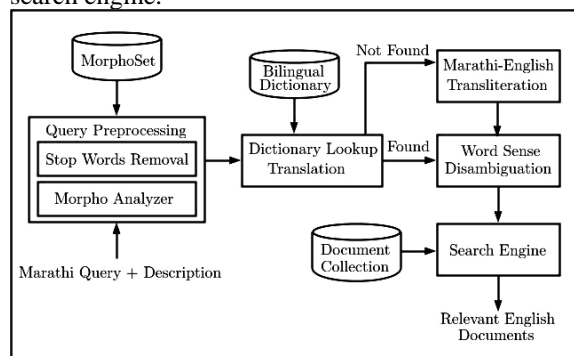 search engine.
MorphoSet
Query Preprocessing
Stop Words Removal
Morpho Analyzer
Marathi Query + Description
Bilingual
Dictionary
Dictionary Lookup
Translation
Not Found
Found
Marathi-English
Transliteration
Word Sense
Disambiguation
Document
Collection
Search Engine
Relevant English
Documents